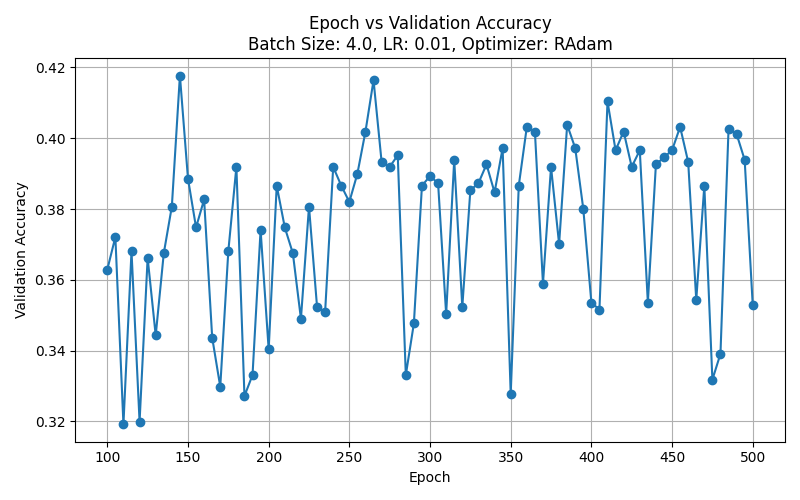 Epoch vs Validation Accuracy
Batch Size: 4.0, LR: 0.01, Optimizer: RAdam
0.42
0.40
0.38
0.36
0.34
0.32
Validation Accuracy
100 150 200 250 300 350 400 450 500
Epoch